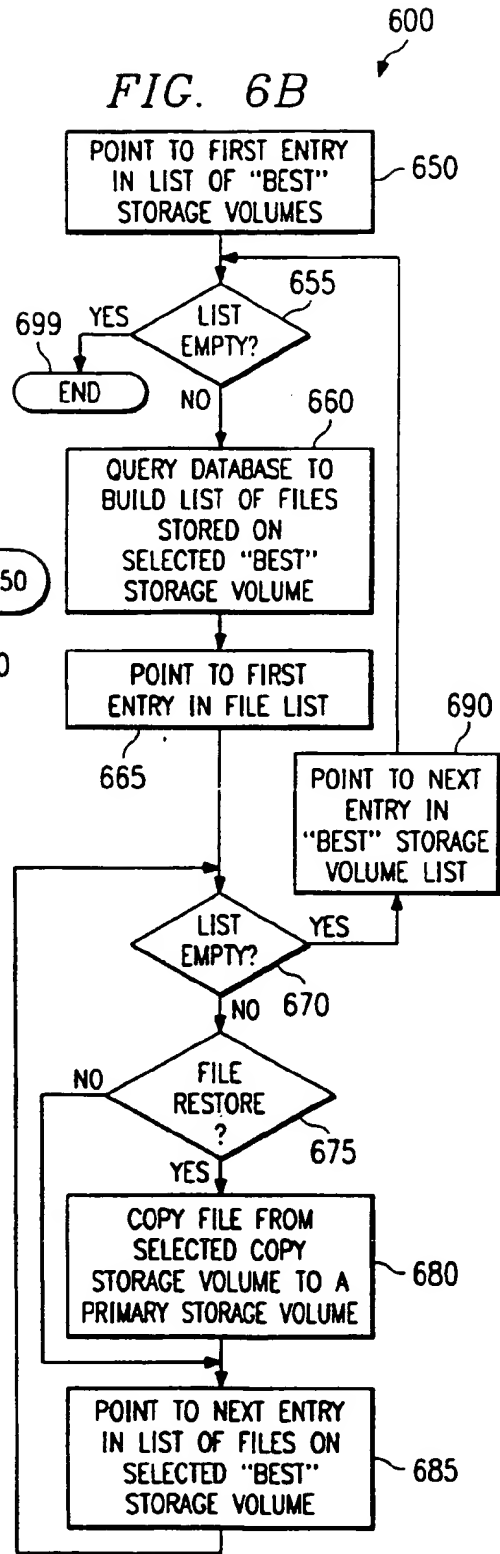 600
FIG. 6B
POINT TO FIRST ENTRY
IN LIST OF "BEST"
STORAGE VOLUMES
650
655
LIST
EMPTY?
YES
699
END
NO
660
QUERY DATABASE TO
BUILD LIST OF FILES
STORED ON
SELECTED "BEST"
STORAGE VOLUME
50
0
POINT TO FIRST
ENTRY IN FILE LIST
665
690
POINT TO NEXT
ENTRY IN
"BEST" STORAGE
VOLUME LIST
LIST
EMPTY?
YES
670
NO
FILE
RESTORE
?
NO
675
YES
COPY FILE FROM
SELECTED COPY
STORAGE VOLUME TO A
PRIMARY STORAGE VOLUME
680
POINT TO NEXT ENTRY
IN LIST OF FILES ON
SELECTED "BEST"
STORAGE VOLUME
685